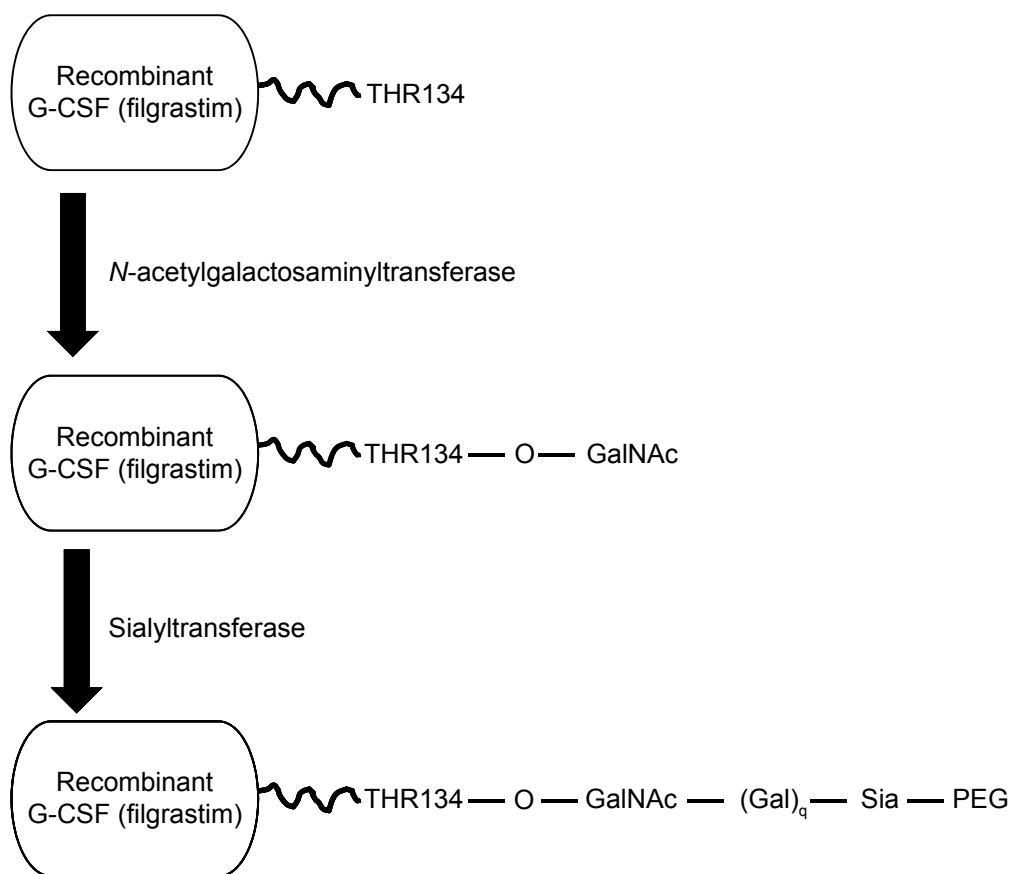 Recombinant
G-CSF (filgrastim)
THR134
N-acetylgalactosaminyltransferase
Recombinant
G-CSF (filgrastim)
THR134 — O — GalNAc
Sialyltransferase
Recombinant
G-CSF (filgrastim)
THR134 — O — GalNAc — (Gal)q — Sia — PEG